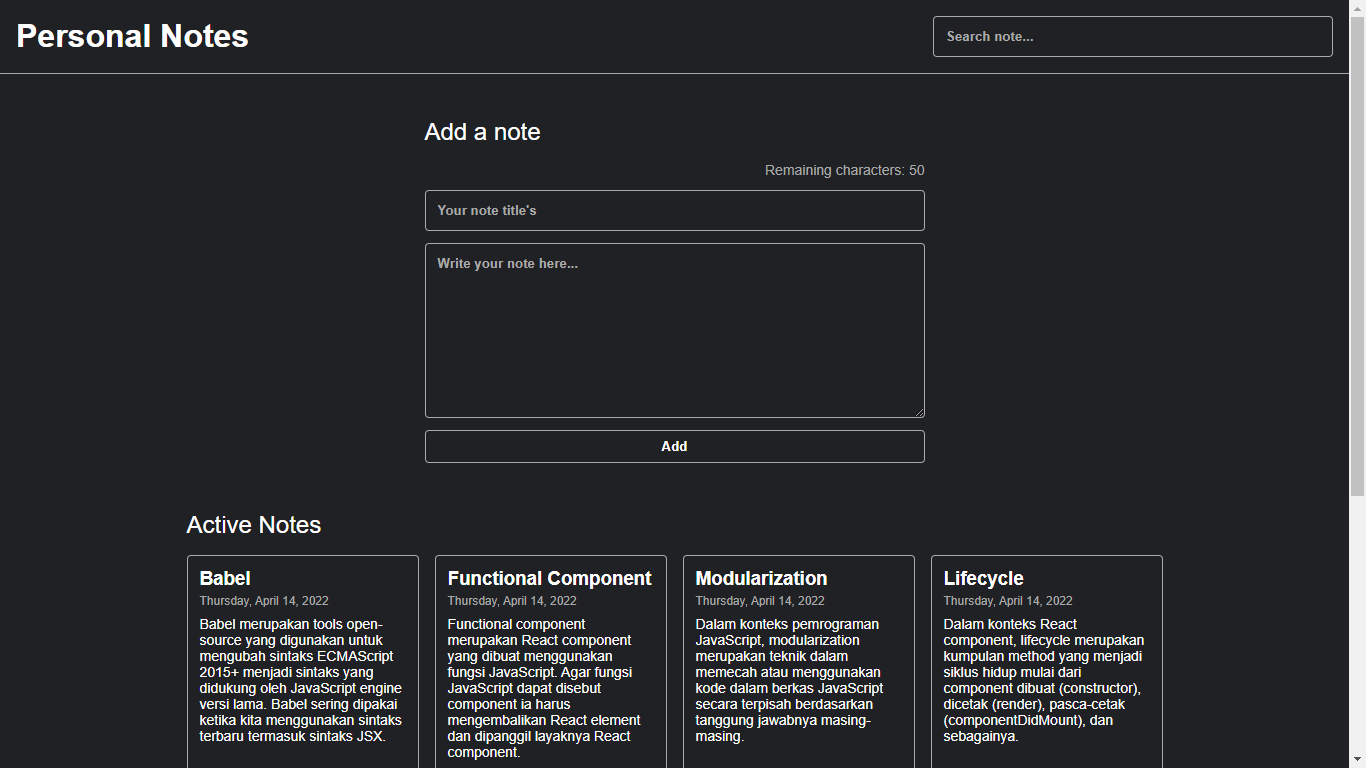 Personal Notes
Search note...
Add a note
Remaining characters: 50
Your note title's
Write your note here...
Add
Active Notes
Babel
Thursday, April 14, 2022
Babel merupakan tools open-
source yang digunakan untuk
mengubah sintaks ECMAScript
2015+ menjadi sintaks yang
didukung oleh JavaScript engine
versi lama. Babel sering dipakai
ketika kita menggunakan sintaks
terbaru termasuk sintaks JSX.
Functional Component
Thursday, April 14, 2022
Functional component
merupakan React component
yang dibuat menggunakan
fungsi JavaScript. Agar fungsi
JavaScript dapat disebut
component ia harus
mengembalikan React element
dan dipanggil layaknya React
component.
Modularization
Thursday, April 14, 2022
Dalam konteks pemrograman
JavaScript, modularization
merupakan teknik dalam
memecah atau menggunakan
kode dalam berkas JavaScript
secara terpisah berdasarkan
tanggung jawabnya masing-
masing.
Lifecycle
Thursday, April 14, 2022
Dalam konteks React
component, lifecycle merupakan
kumpulan method yang menjadi
siklus hidup mulai dari
component dibuat (constructor),
dicetak (render), pasca-cetak
(componentDidMount), dan
sebagainya.